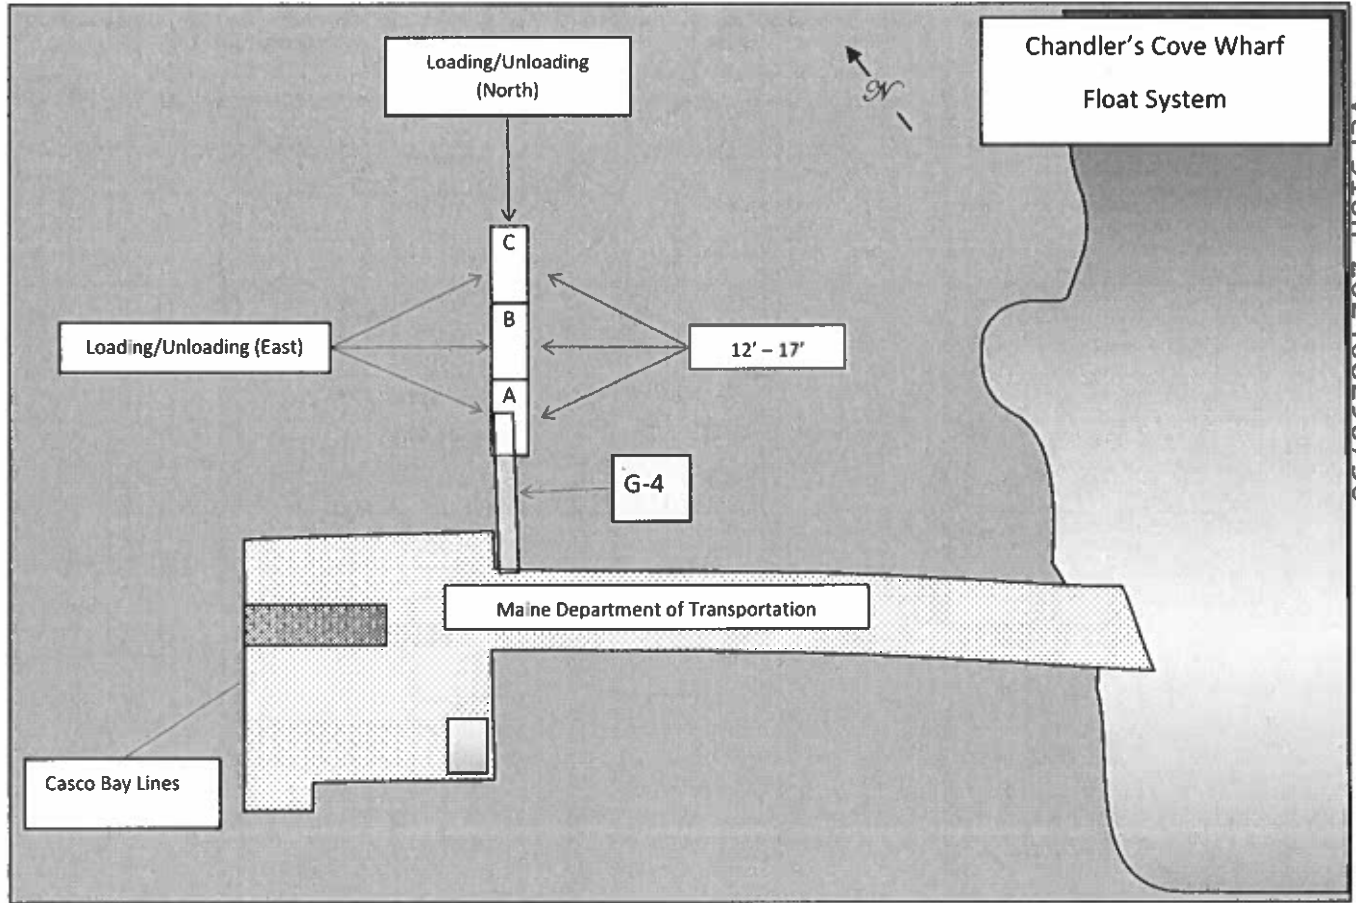 Loading/Unloading
(North)
N
Chandler's Cove Wharf
Float System
C
B
A
Loading/Unloading (East)
12' – 17'
G-4
Maine Department of Transportation
Casco Bay Lines